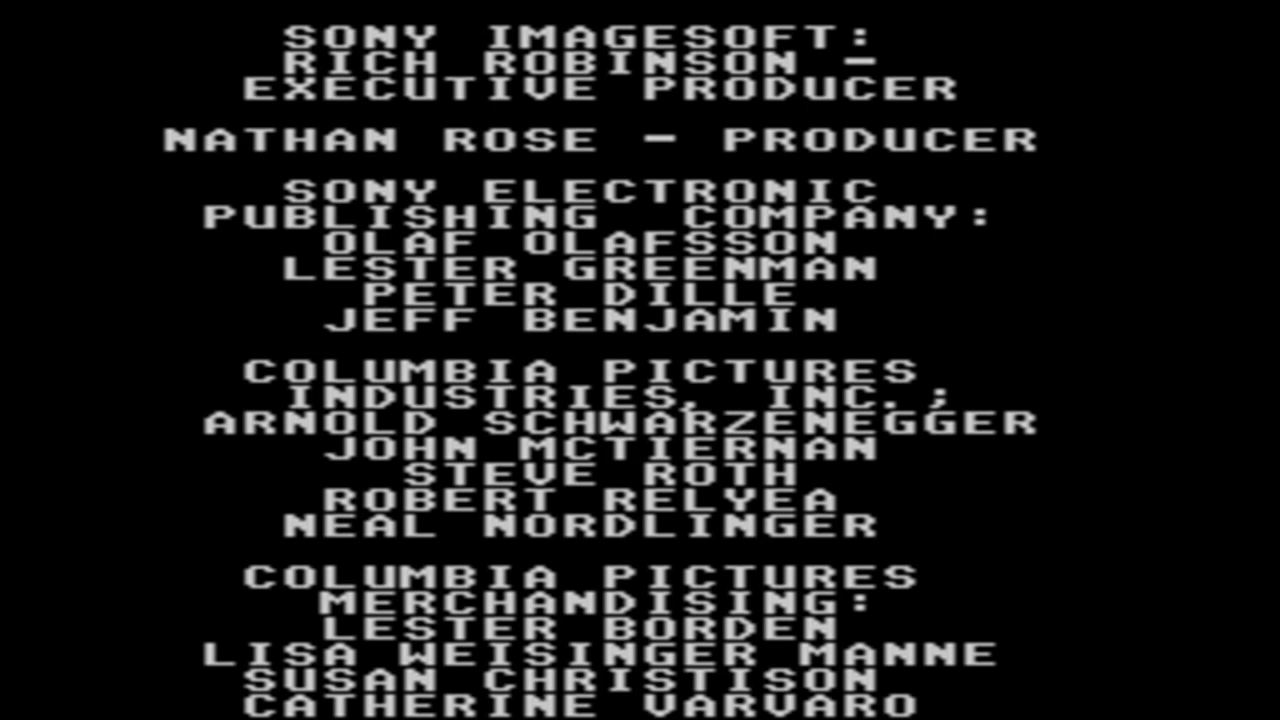 SONY IMAGESOFT:
RICH ROBINSON -
EXECUTIVE PRODUCER
NATHAN ROSE - PRODUCER
SONY ELECTRONIC
PUBLISHING COMPANY:
OLAF OLAFSSON
LESTER GREENMAN
PETER DILLE
JEFF BENJAMIN
COLUMBIA PICTURES
INDUSTRIES, INC.;
ARNOLD SCHWARZENEGGER
JOHN MCTIERNAN
STEVE ROTH
ROBERT RELYEA
NEAL NORDLINGER
COLUMBIA PICTURES
MERCHANDISING:
LESTER BORDEN
LISA WEISINGER MANNE
SUSAN CHRISTISON
CATHERINE VARVARO